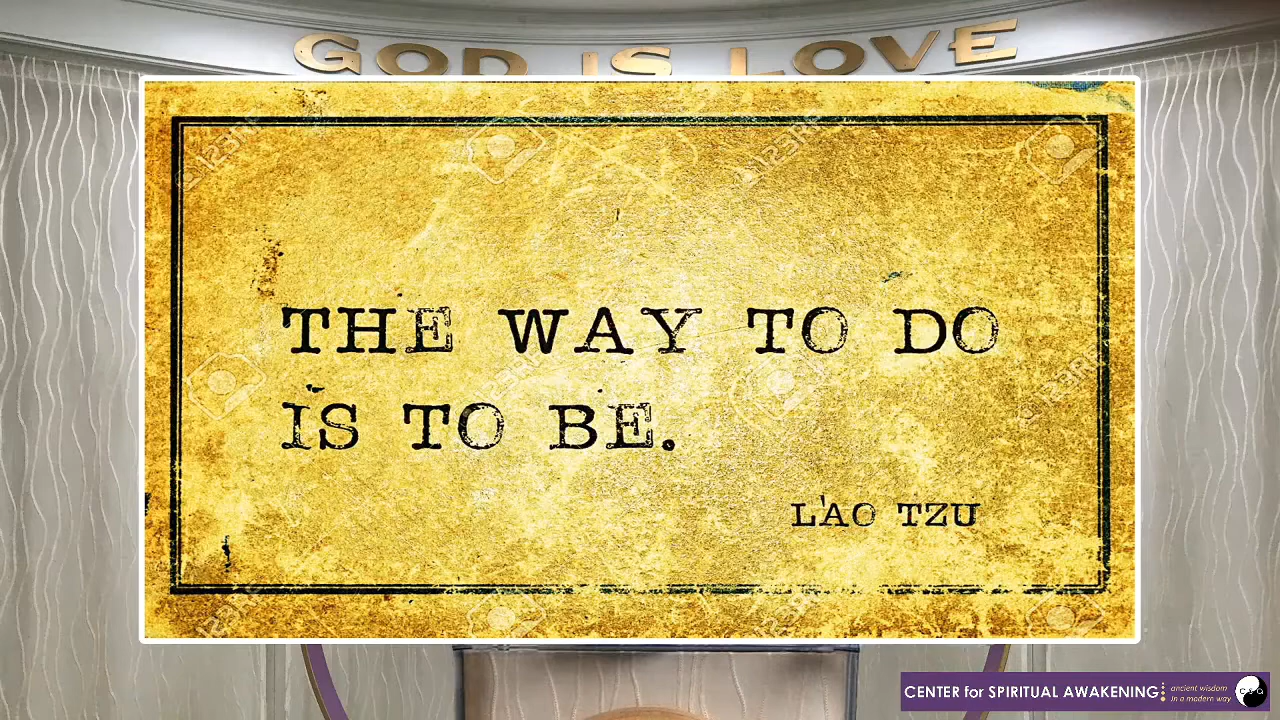 GOD IS LOVE
THE WAY TO DO
IS TO BE.
LAO TZU
CENTER for SPIRITUAL AWAKENING
ancient wisdom
in a modern way
123RF